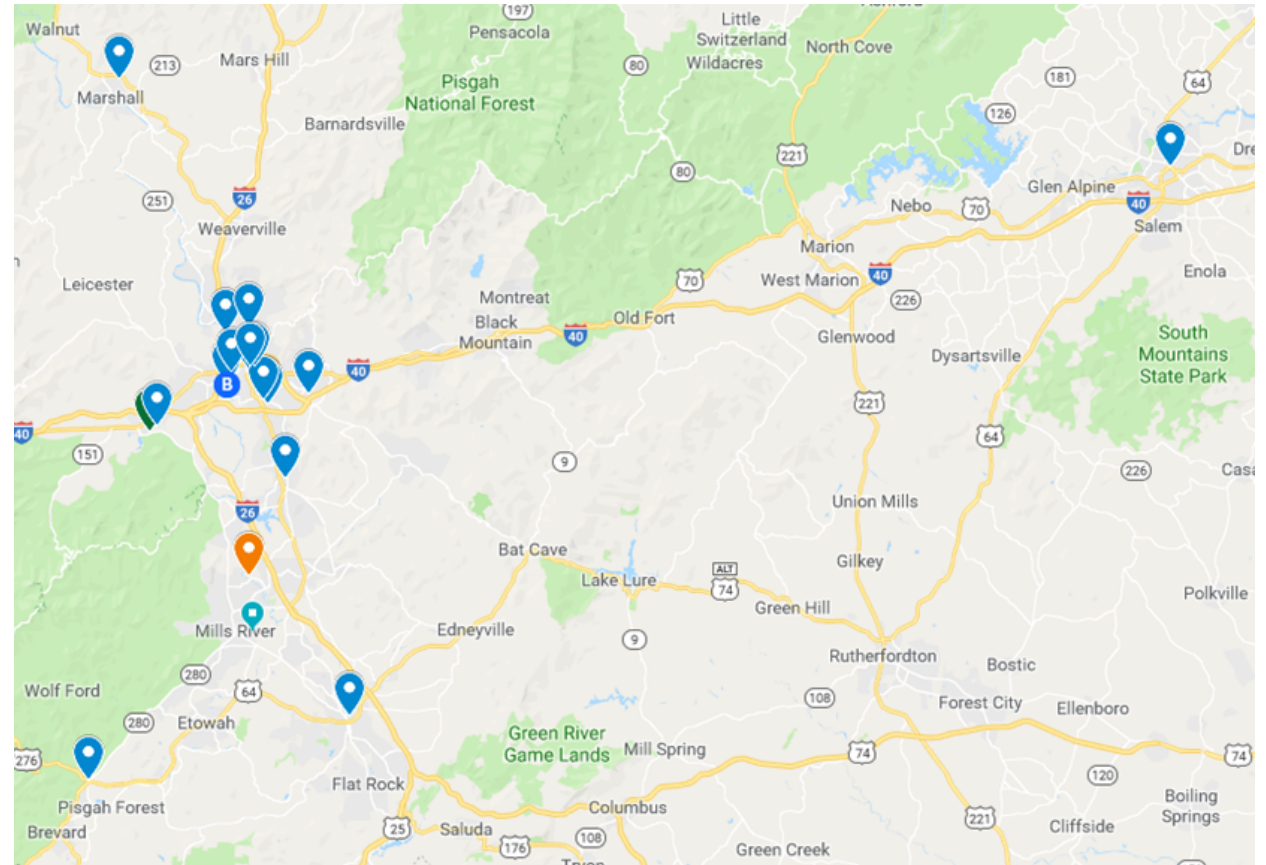 197
Walnut
Pensacola
Little
Switzerland
Wildacres
North Cove
213
Mars Hill
80
181
64
Marshall
Pisgah
National Forest
Barnardsville
126
221
80
251
26
Glen Alpine
Nebo
70
40
Weaverville
Salem
Marion
Leicester
70
West Marion
40
Enola
226
Montreat
Black
Mountain
Old Fort
40
Glenwood
South
Mountains
State Park
Dysartsville
40
B
221
40
151
9
64
226
26
Union Mills
Bat Cave
Gilkey
Lake Lure
ALT
74
Green Hill
Polkville
Mills River
Edneyville
9
Rutherfordton
Bostic
280
Wolf Ford
64
108
Forest City
Ellenboro
280
Etowah
Green River
Game Lands
Mill Spring
74
74
276
Flat Rock
120
Pisgah Forest
Columbus
Boiling
Springs
Brevard
25
Saluda
108
221
Cliffside
176
Green Creek